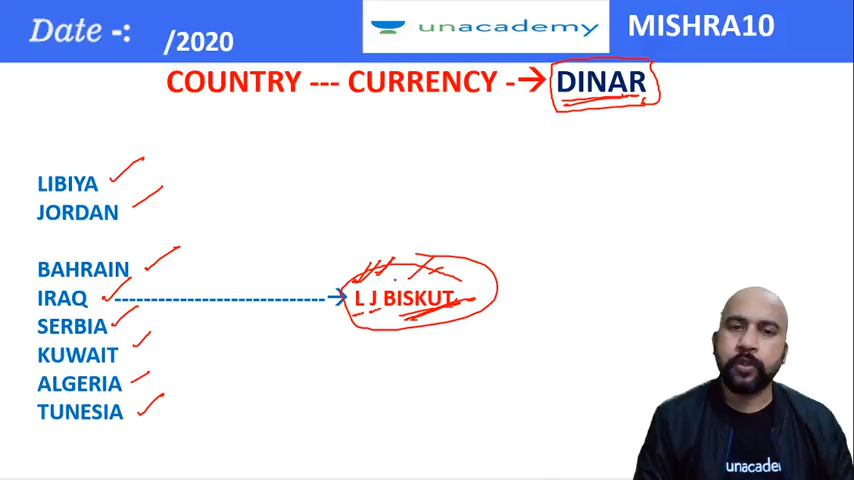 Date -:
/2020
unacademy
MISHRA10
COUNTRY --- CURRENCY -→ DINAR
LIBIYA
JORDAN
BAHRAIN
IRAQ ---------------------------→ L J BISKUT
SERBIA
KUWAIT
ALGERIA
TUNESIA
unacade